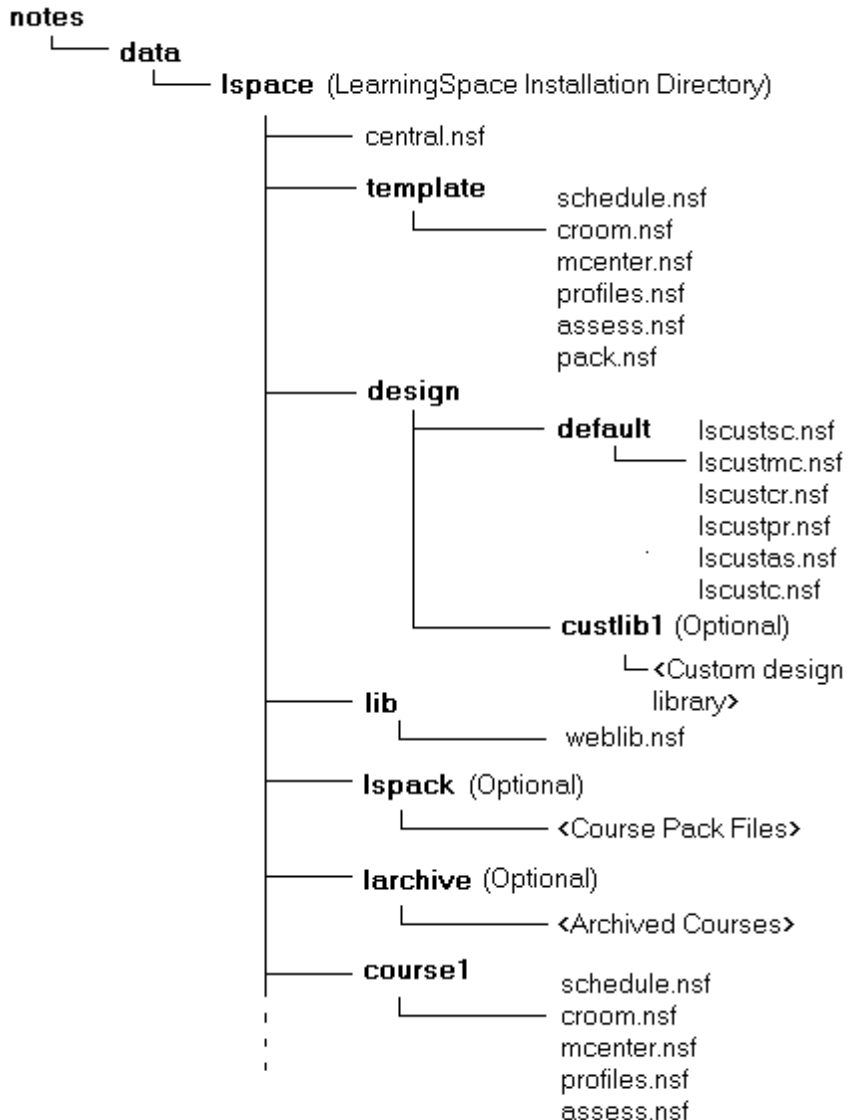 notes
data
lspace (LearningSpace Installation Directory)
central.nsf
template
schedule.nsf
croom.nsf
mcenter.nsf
profiles.nsf
assess.nsf
pack.nsf
design
default
lscustsc.nsf
lscustmc.nsf
lscustcr.nsf
lscustpr.nsf
lscustas.nsf
lscustc.nsf
custlib1 (Optional)
<Custom design
library>
lib
weblib.nsf
lspack (Optional)
<Course Pack Files>
larchive (Optional)
<Archived Courses>
course1
schedule.nsf
croom.nsf
mcenter.nsf
profiles.nsf
assess.nsf